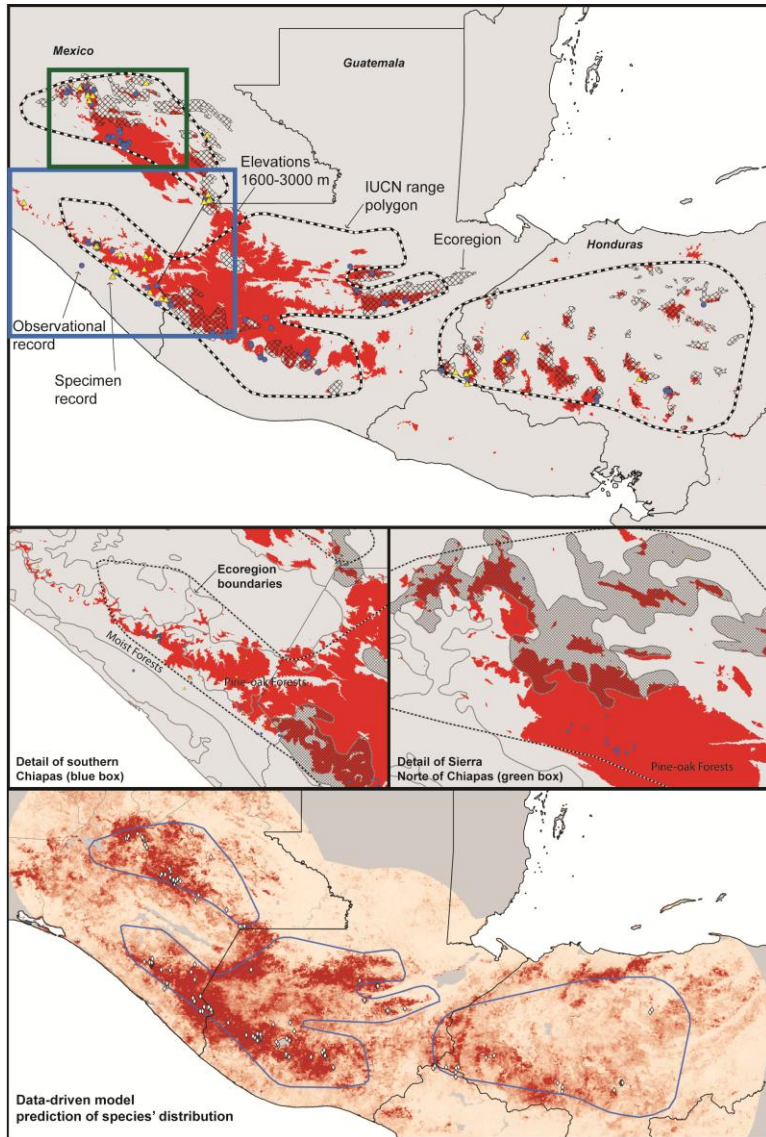 Mexico
Guatemala
Elevations
1600-3000 m
IUCN range
polygon
Ecoregion
Honduras
Observational
record
Specimen
record
Ecoregion
boundaries
Moist Forests
Pine-oak Forests
Detail of southern
Chiapas (blue box)
Detail of Sierra
Norte of Chiapas (green box)
Pine-oak Forests
Data-driven model
prediction of species' distribution